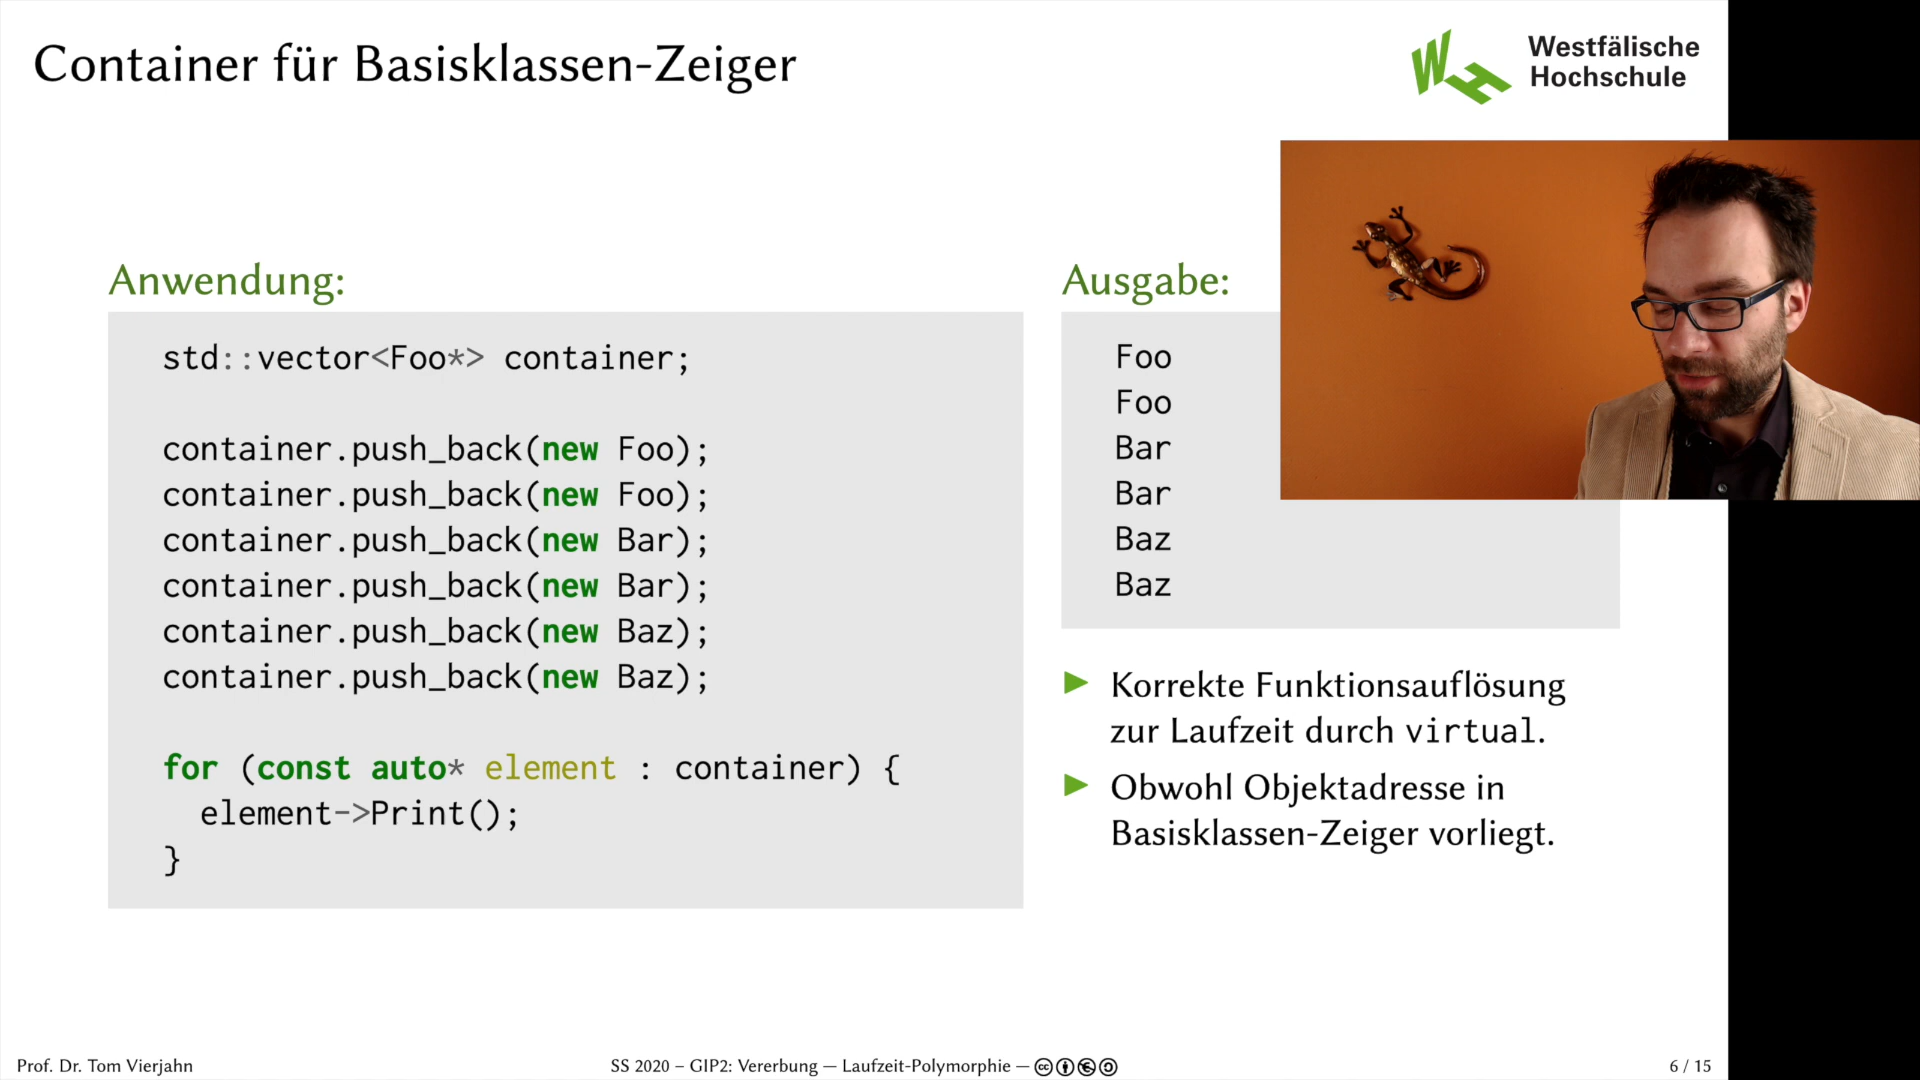 Container für Basisklassen-Zeiger
Westfälische
Hochschule
Anwendung:
std::vector<Foo*> container;
container.push_back(new Foo);
container.push_back(new Foo);
container.push_back(new Bar);
container.push_back(new Bar);
container.push_back(new Baz);
container.push_back(new Baz);
for (const auto* element : container) {
  element->Print();
}
Ausgabe:
Foo
Foo
Bar
Bar
Baz
Baz
▶ Korrekte Funktionsauflösung
zur Laufzeit durch virtual.
▶ Obwohl Objektadresse in
Basisklassen-Zeiger vorliegt.
Prof. Dr. Tom Vierjahn
SS 2020 – GIP2: Vererbung — Laufzeit-Polymorphie —
6 / 15